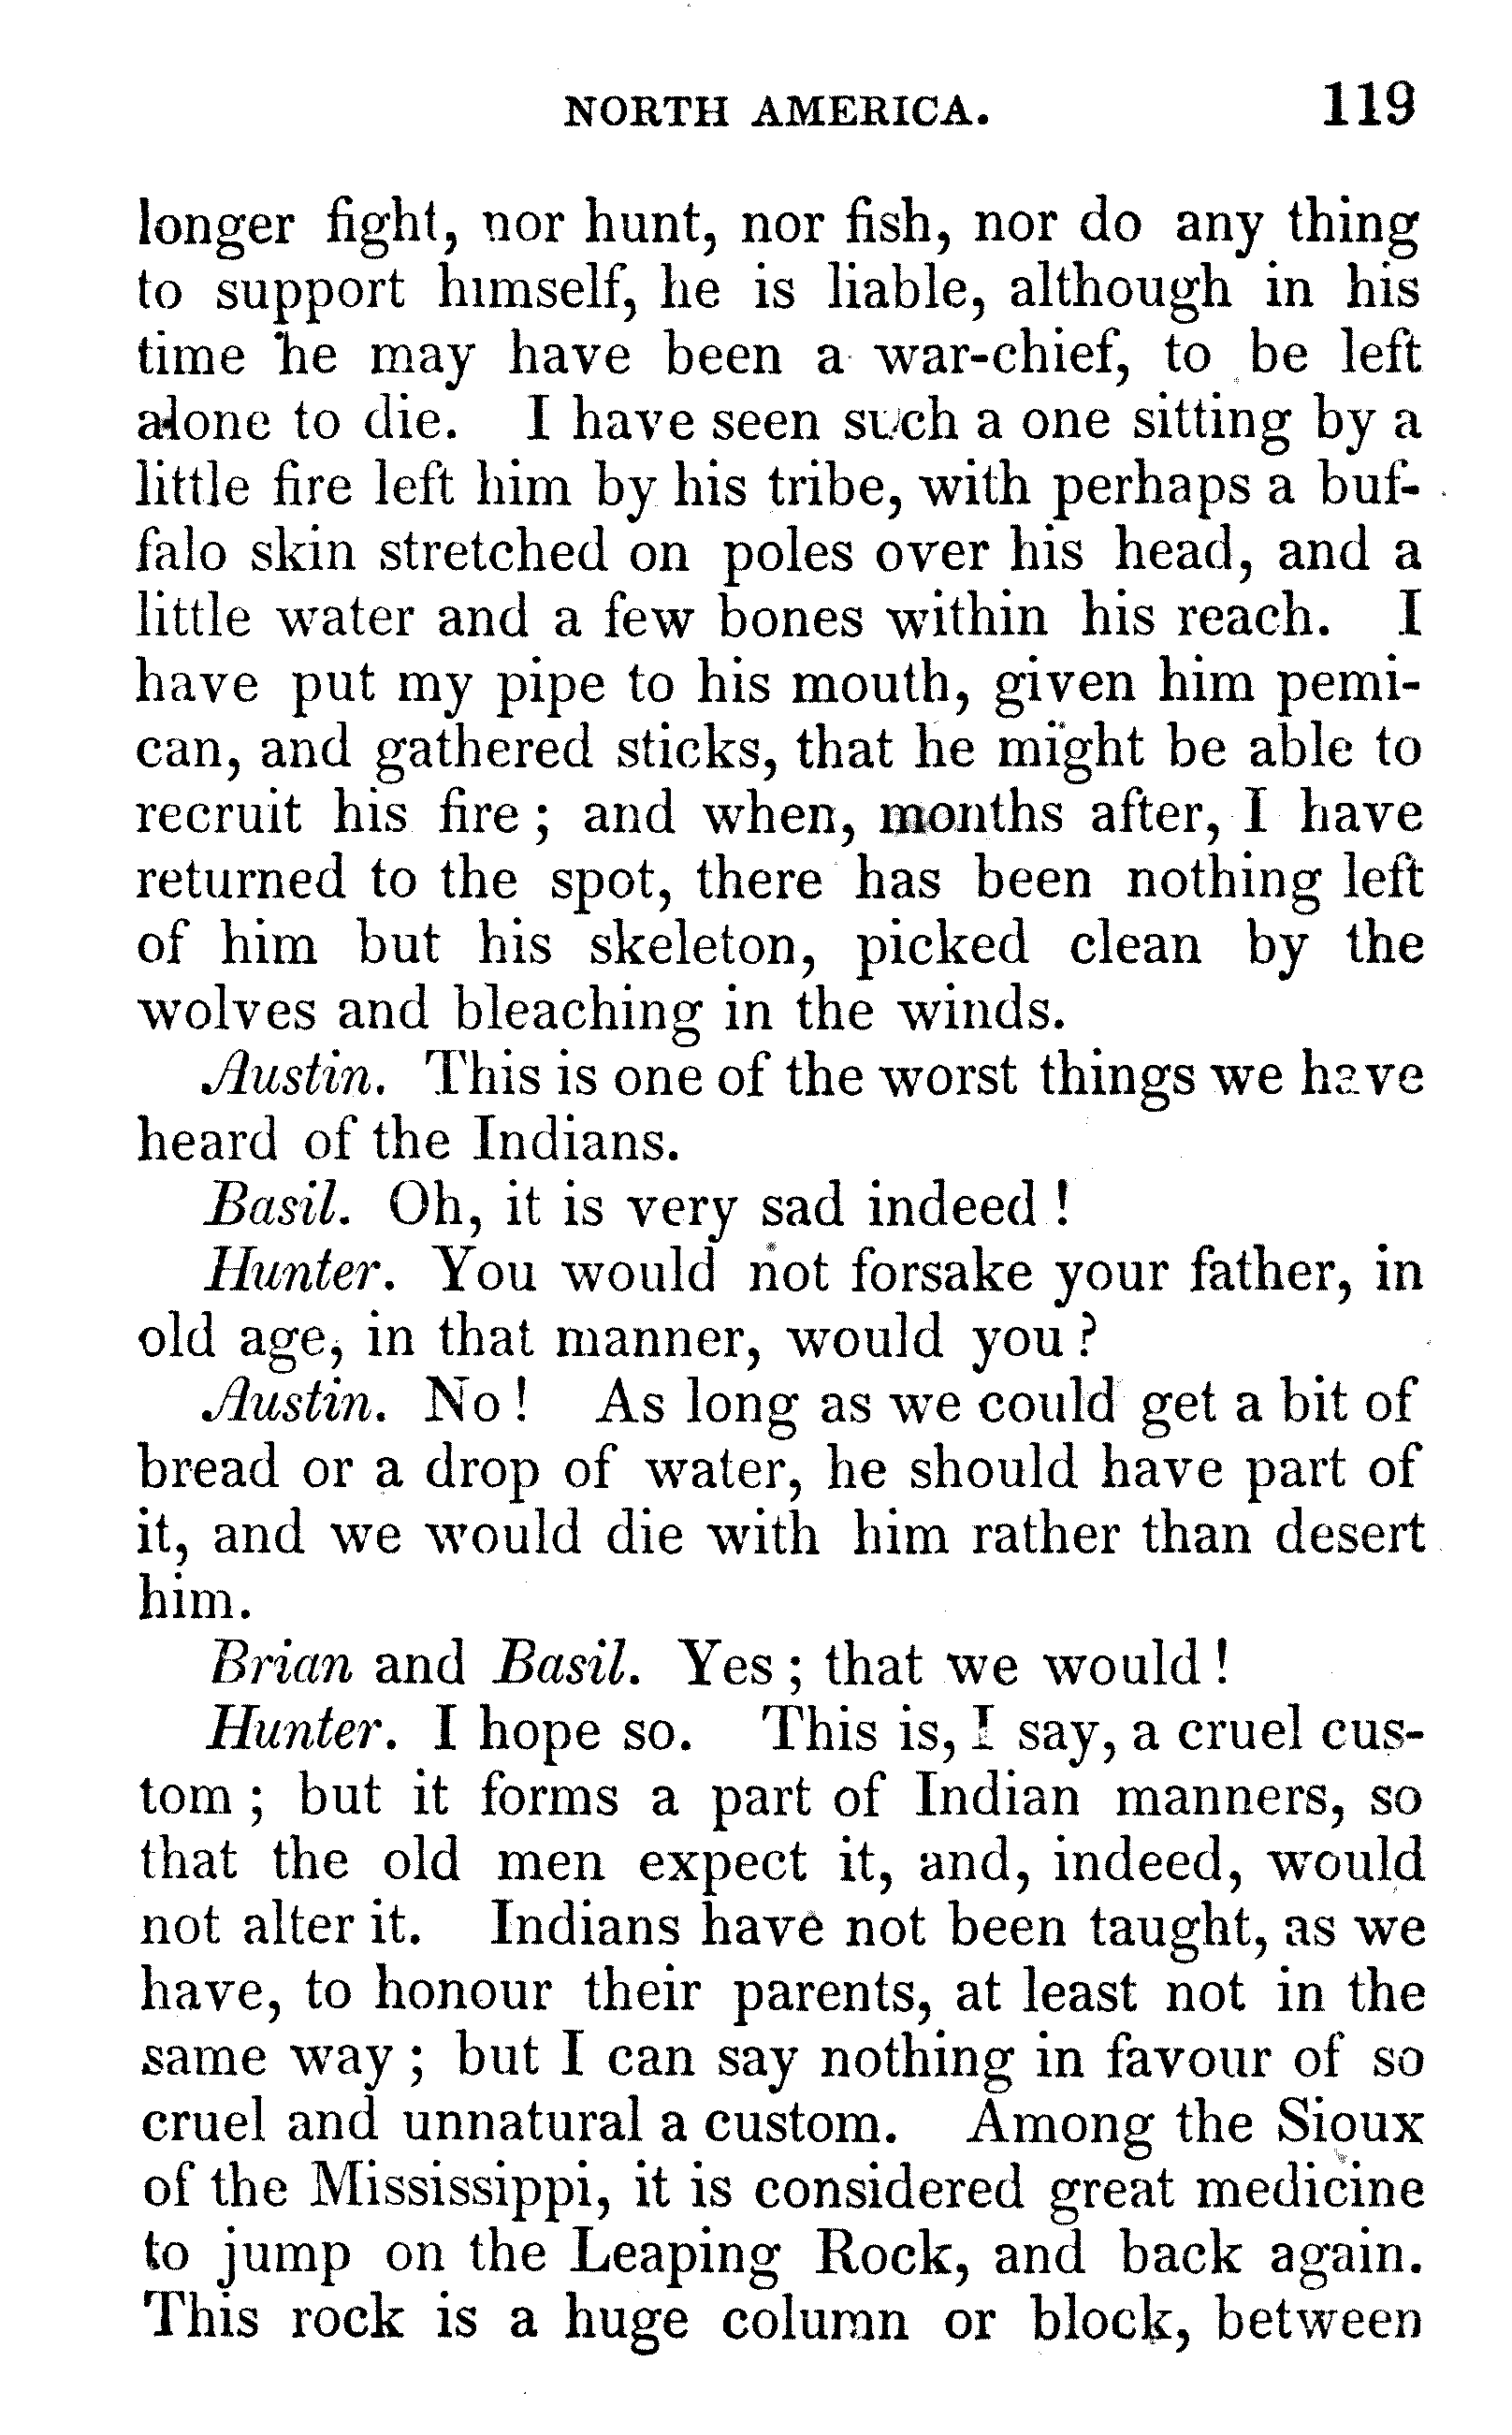 NORTH AMERICA. 119
longer fight, nor hunt, nor fish, nor do any thing
to support himself, he is liable, although in his
time he may have been a war-chief, to be left
alone to die. I have seen such a one sitting by a
little fire left him by his tribe, with perhaps a buf-
falo skin stretched on poles over his head, and a
little water and a few bones within his reach. I
have put my pipe to his mouth, given him pemi-
can, and gathered sticks, that he might be able to
recruit his fire; and when, months after, I have
returned to the spot, there has been nothing left
of him but his skeleton, picked clean by the
wolves and bleaching in the winds.
Austin. This is one of the worst things we have
heard of the Indians.
Basil. Oh, it is very sad indeed!
Hunter. You would not forsake your father, in
old age, in that manner, would you?
Austin. No! As long as we could get a bit of
bread or a drop of water, he should have part of
it, and we would die with him rather than desert
him.
Brian and Basil. Yes; that we would!
Hunter. I hope so. This is, I say, a cruel cus-
tom; but it forms a part of Indian manners, so
that the old men expect it, and, indeed, would
not alter it. Indians have not been taught, as we
have, to honour their parents, at least not in the
same way; but I can say nothing in favour of so
cruel and unnatural a custom. Among the Sioux
of the Mississippi, it is considered great medicine
to jump on the Leaping Rock, and back again.
This rock is a huge column or block, between